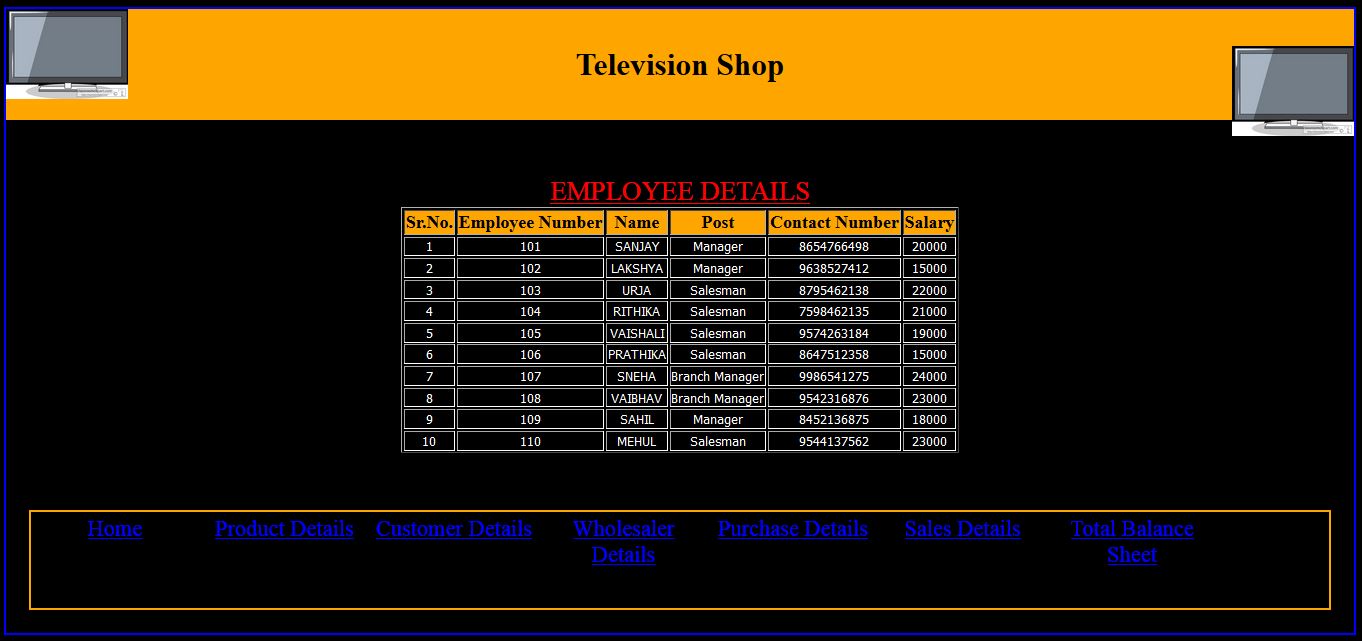 Television Shop
EMPLOYEE DETAILS
Sr.No. Employee Number Name Post Contact Number Salary
1 101 SANJAY Manager 8654766498 20000
2 102 LAKSHYA Manager 9638527412 15000
3 103 URJA Salesman 8795462138 22000
4 104 RITHIKA Salesman 7598462135 21000
5 105 VAISHALI Salesman 9574263184 19000
6 106 PRATHIKA Salesman 8647512358 15000
7 107 SNEHA Branch Manager 9986541275 24000
8 108 VAIBHAV Branch Manager 9542316876 23000
9 109 SAHIL Manager 8452136875 18000
10 110 MEHUL Salesman 9544137562 23000
Home Product Details Customer Details Wholesaler Purchase Details Sales Details Total Balance
Details Sheet